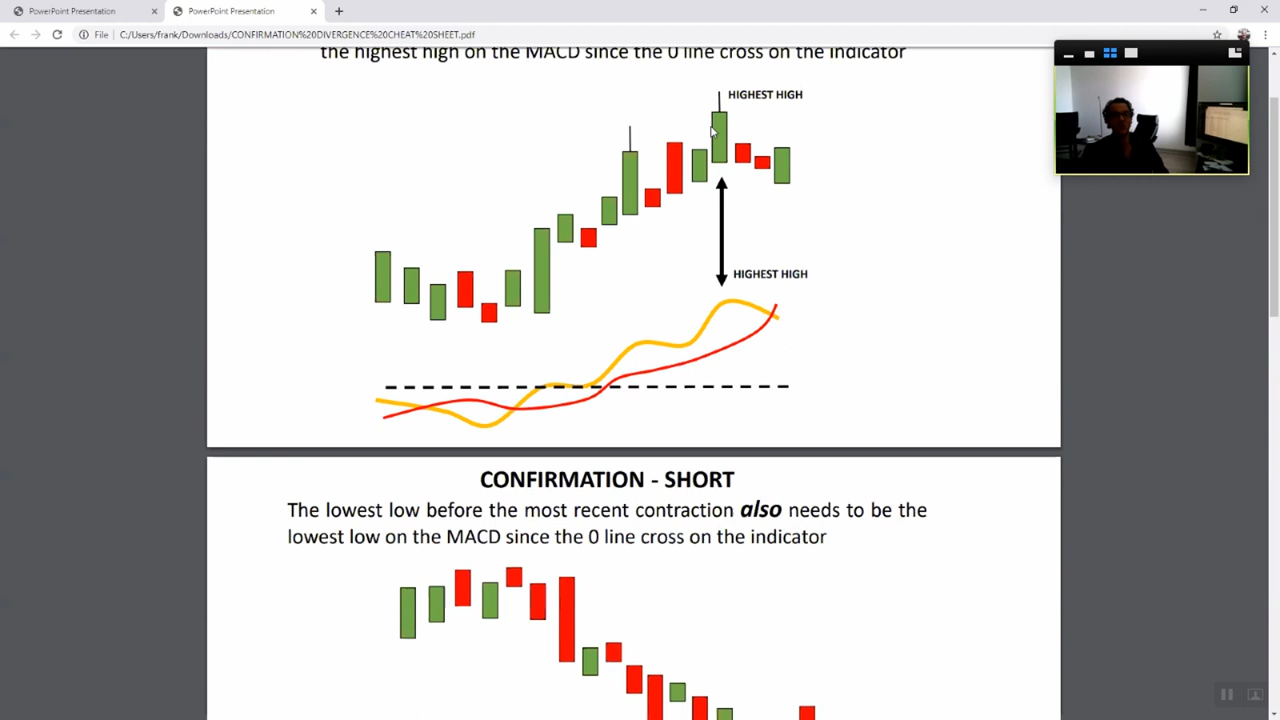 PowerPoint Presentation
PowerPoint Presentation
File
C:/Users/frank/Downloads/CONFIRMATION%20DIVERGENCE%20CHEAT%20SHEET.pdf
the highest high on the MACD since the 0 line cross on the indicator
HIGHEST HIGH
HIGHEST HIGH
CONFIRMATION - SHORT
The lowest low before the most recent contraction also needs to be the
lowest low on the MACD since the 0 line cross on the indicator